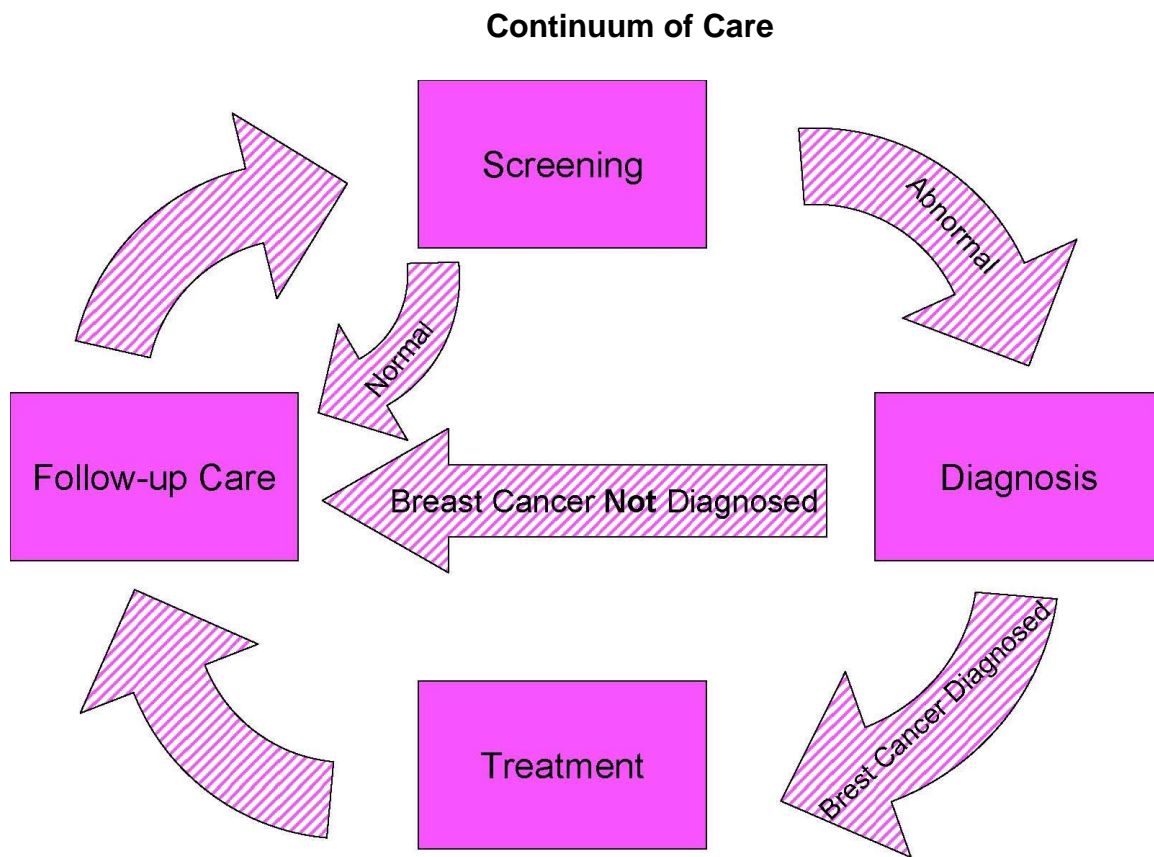 Continuum of Care
Screening
Abnormal
Normal
Follow-up Care
Breast Cancer Not Diagnosed
Diagnosis
Brest Cancer Diagnosed
Treatment